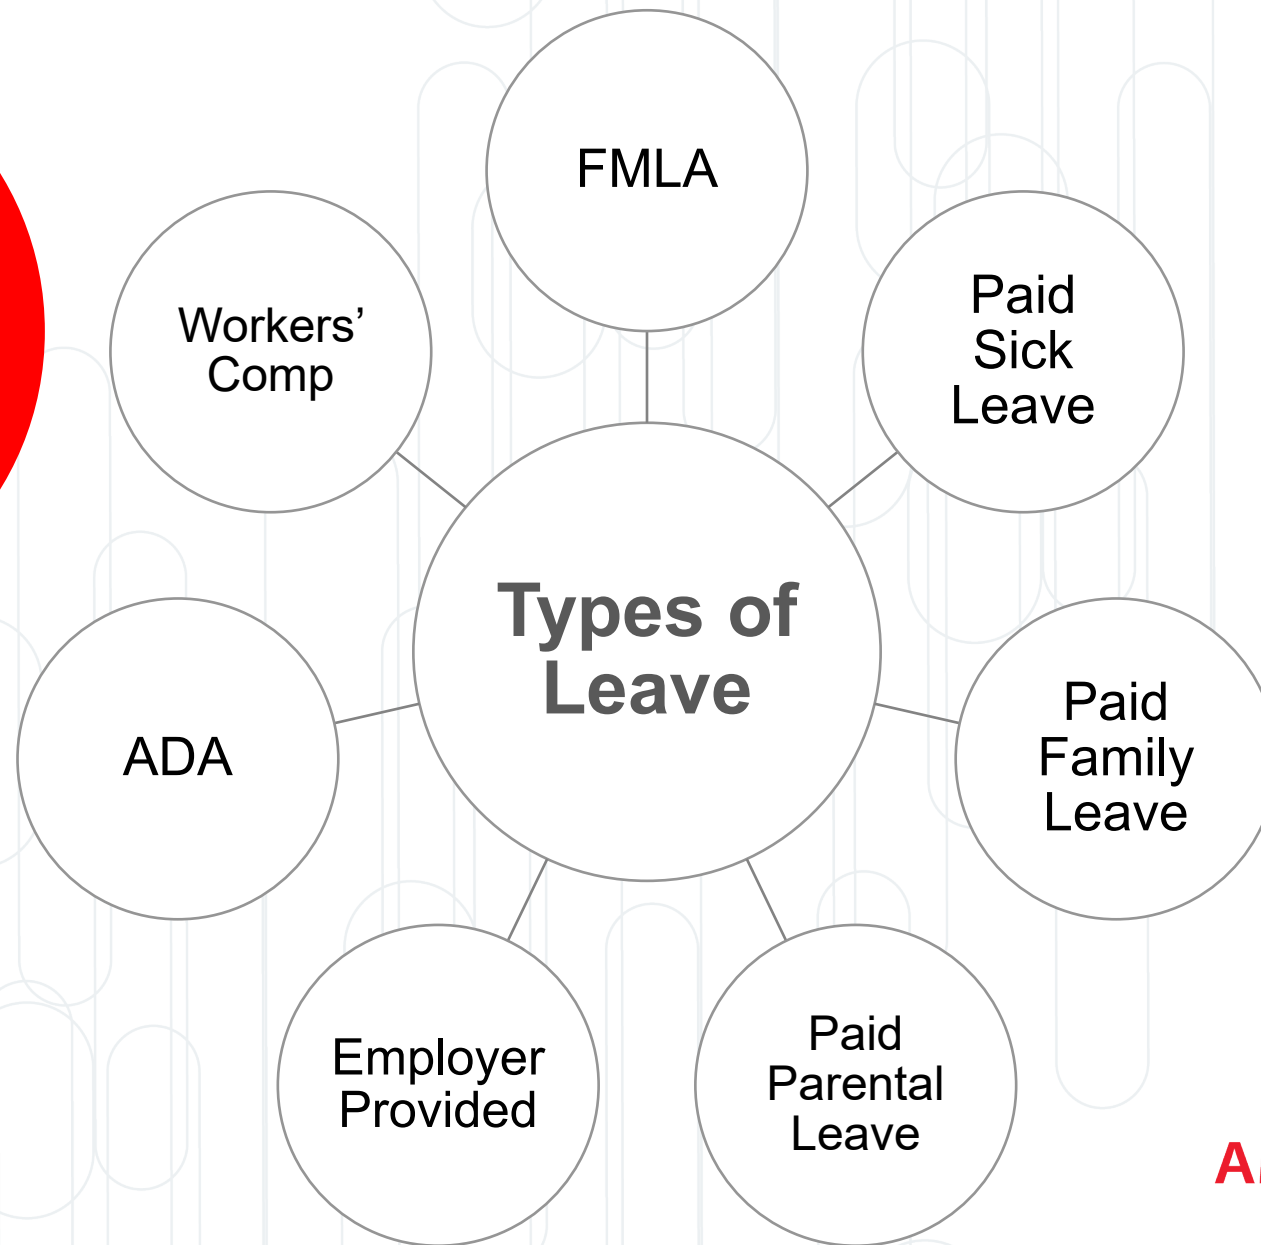 FMLA
Paid
Sick
Leave
Paid
Family
Leave
Paid
Parental
Leave
Employer
Provided
ADA
Workers’
Comp
Types of
Leave